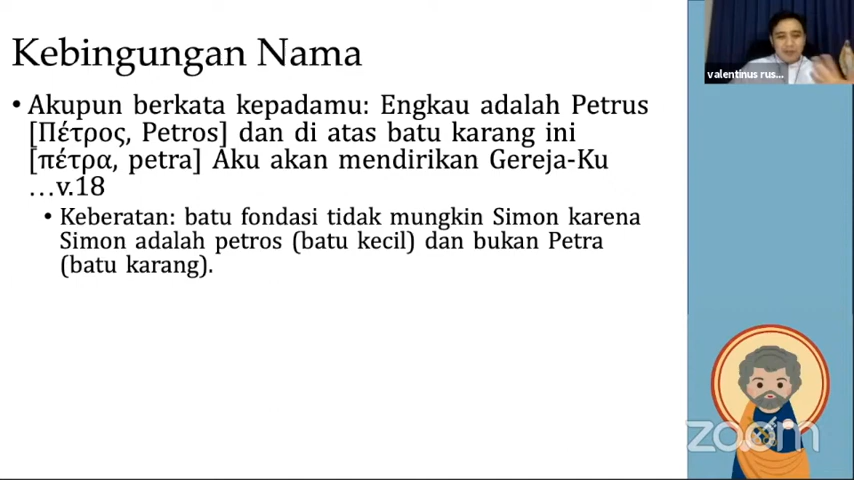 Kebingungan Nama
• Akupun berkata kepadamu: Engkau adalah Petrus
[Πέτρος, Petros] dan di atas batu karang ini
[πέτρα, petra] Aku akan mendirikan Gereja-Ku
…v.18
• Keberatan: batu fondasi tidak mungkin Simon karena
Simon adalah petros (batu kecil) dan bukan Petra
(batu karang).
valentinus rus...
zoom